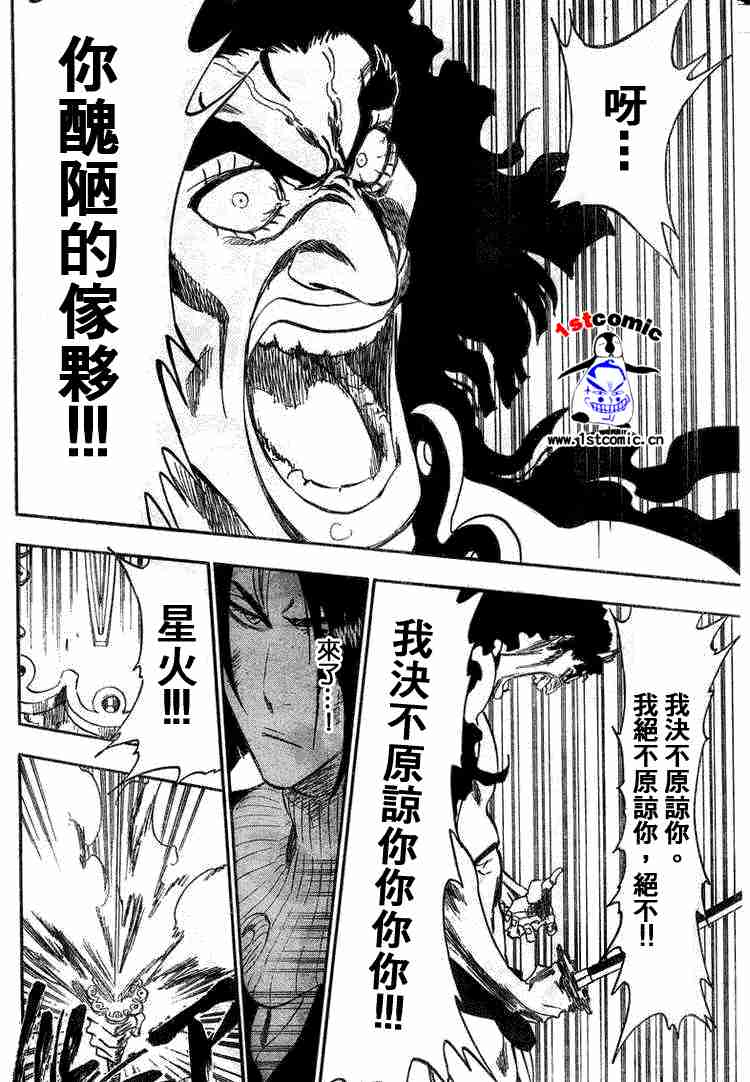 呀⋯
你醜陋的傢夥!!!
1stcomic
www.1stcomic.cn
我決不原諒你。
我絕不原諒你，絕不!!
我決不原諒你你你你!!!
來了⋯!
星火!!!